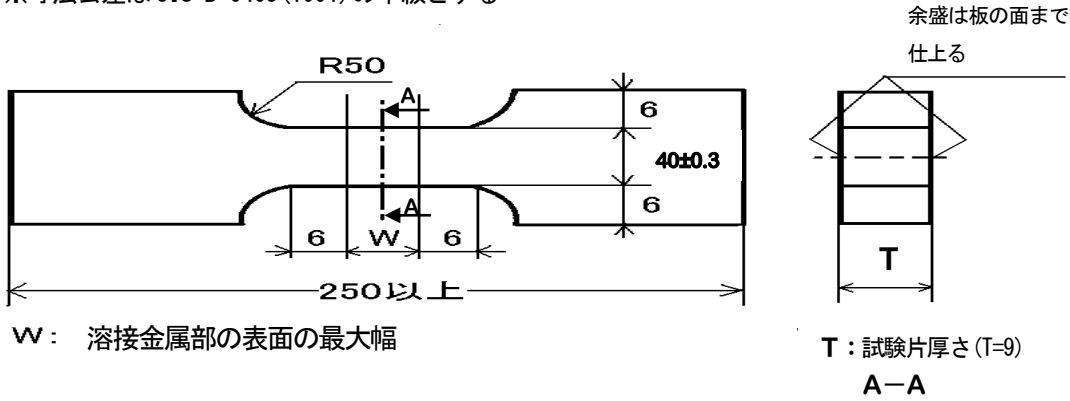 余盛は板の面まで
仕上る
R50
A
6
40±0.3
A
6
6
W
6
T
250以上
W： 溶接金属部の表面の最大幅
T：試験片厚さ(T=9)
A－A